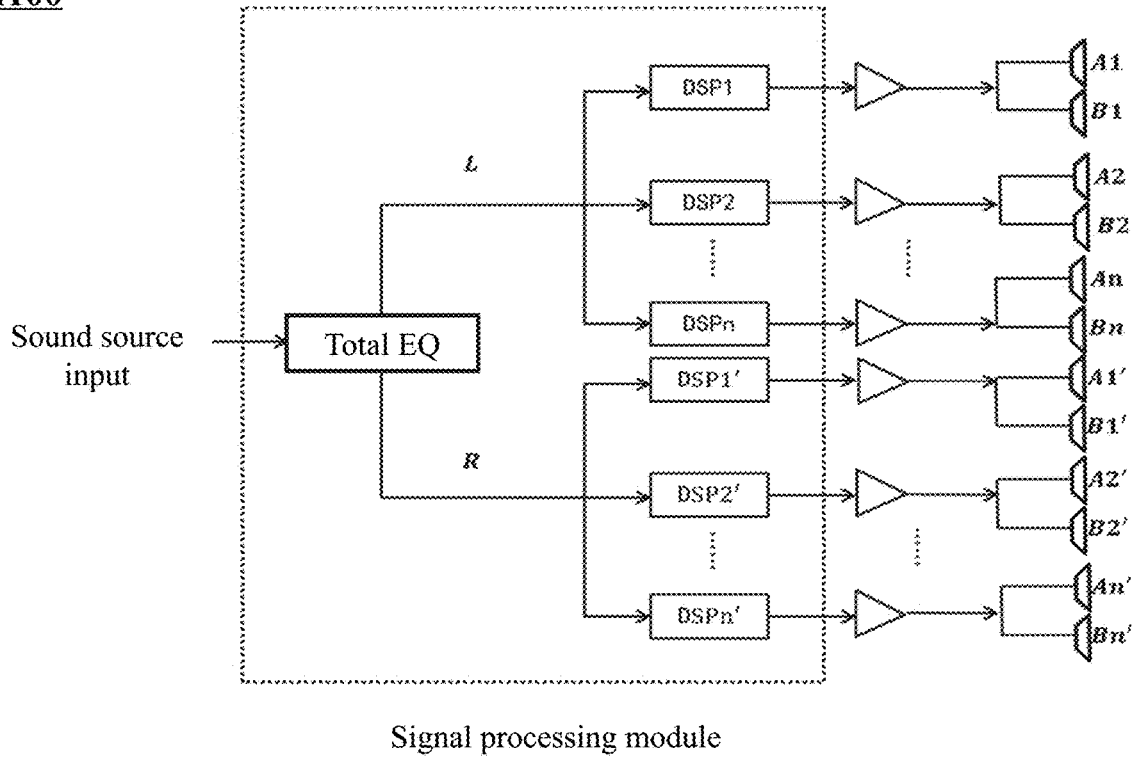 DSP1
A1
B1
L
DSP2
A2
B2
An
Bn
DSPn
Sound source
input
Total EQ
DSP1′
A1′
B1′
R
DSP2′
A2′
B2′
DSPn′
An′
Bn′
Signal processing module